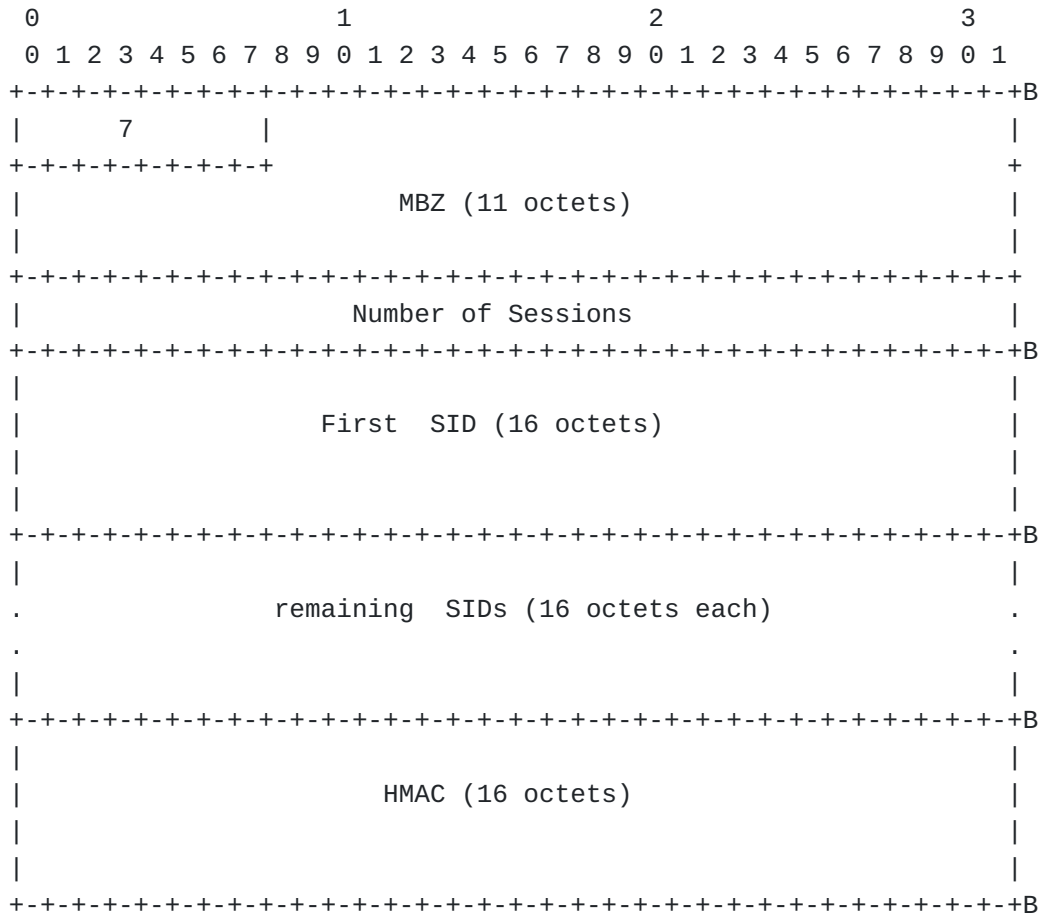 0                   1                   2                   3
 0 1 2 3 4 5 6 7 8 9 0 1 2 3 4 5 6 7 8 9 0 1 2 3 4 5 6 7 8 9 0 1
+-+-+-+-+-+-+-+-+-+-+-+-+-+-+-+-+-+-+-+-+-+-+-+-+-+-+-+-+-+-+-+-+B
|      7        |                                               |
+-+-+-+-+-+-+-+-+                                               +
|                        MBZ (11 octets)                        |
|                                                               |
+-+-+-+-+-+-+-+-+-+-+-+-+-+-+-+-+-+-+-+-+-+-+-+-+-+-+-+-+-+-+-+-+
|                     Number of Sessions                        |
+-+-+-+-+-+-+-+-+-+-+-+-+-+-+-+-+-+-+-+-+-+-+-+-+-+-+-+-+-+-+-+-+B
|                                                               |
|                   First  SID (16 octets)                      |
|                                                               |
|                                                               |
+-+-+-+-+-+-+-+-+-+-+-+-+-+-+-+-+-+-+-+-+-+-+-+-+-+-+-+-+-+-+-+-+B
|                                                               |
.                remaining  SIDs (16 octets each)               .
.                                                               .
|                                                               |
+-+-+-+-+-+-+-+-+-+-+-+-+-+-+-+-+-+-+-+-+-+-+-+-+-+-+-+-+-+-+-+-+B
|                                                               |
|                       HMAC (16 octets)                        |
|                                                               |
|                                                               |
+-+-+-+-+-+-+-+-+-+-+-+-+-+-+-+-+-+-+-+-+-+-+-+-+-+-+-+-+-+-+-+-+B